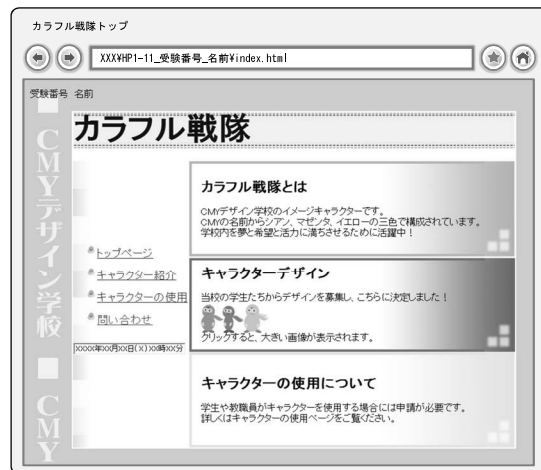 カラフル戦隊トップ
XXX¥HP1-11_受験番号_名前¥index.html
受験番号 名前
CMYデザイン学校 CMY
カラフル戦隊
トップページ
キャラクター紹介
キャラクターの使用
問い合わせ
xxxx年xx月xx日(x)xx時xx分
カラフル戦隊とは
CMYデザイン学校のイメージキャラクターです。
CMYの名前からシアン、マゼンタ、イエローの三色で構成されています。
学校内を夢と希望と活力に満ちさせるために活躍中！
キャラクターデザイン
当校の学生たちからデザインを募集し、こちらに決定しました！
クリックすると、大きい画像が表示されます。
キャラクターの使用について
学生や教職員がキャラクターを使用する場合には申請が必要です。
詳しくはキャラクターの使用ページをご覧ください。